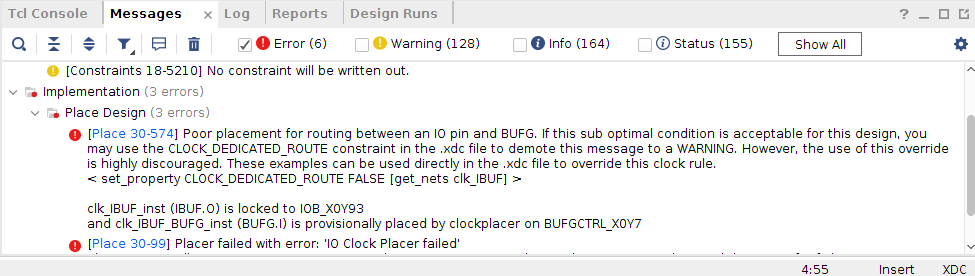 Tcl Console Messages × Log Reports Design Runs ? _
Error (6) Warning (128) Info (164) Status (155) Show All
[Constraints 18-5210] No constraint will be written out.
Implementation (3 errors)
Place Design (3 errors)
[Place 30-574] Poor placement for routing between an IO pin and BUFG. If this sub optimal condition is acceptable for this design, you
may use the CLOCK_DEDICATED_ROUTE constraint in the .xdc file to demote this message to a WARNING. However, the use of this override
is highly discouraged. These examples can be used directly in the .xdc file to override this clock rule.
< set_property CLOCK_DEDICATED_ROUTE FALSE [get_nets clk_IBUF] >
clk_IBUF_inst (IBUF.O) is locked to IOB_X0Y93
and clk_IBUF_BUFG_inst (BUFG.I) is provisionally placed by clockplacer on BUFGCTRL_X0Y7
[Place 30-99] Placer failed with error: 'IO Clock Placer failed'
4:55 Insert XDC